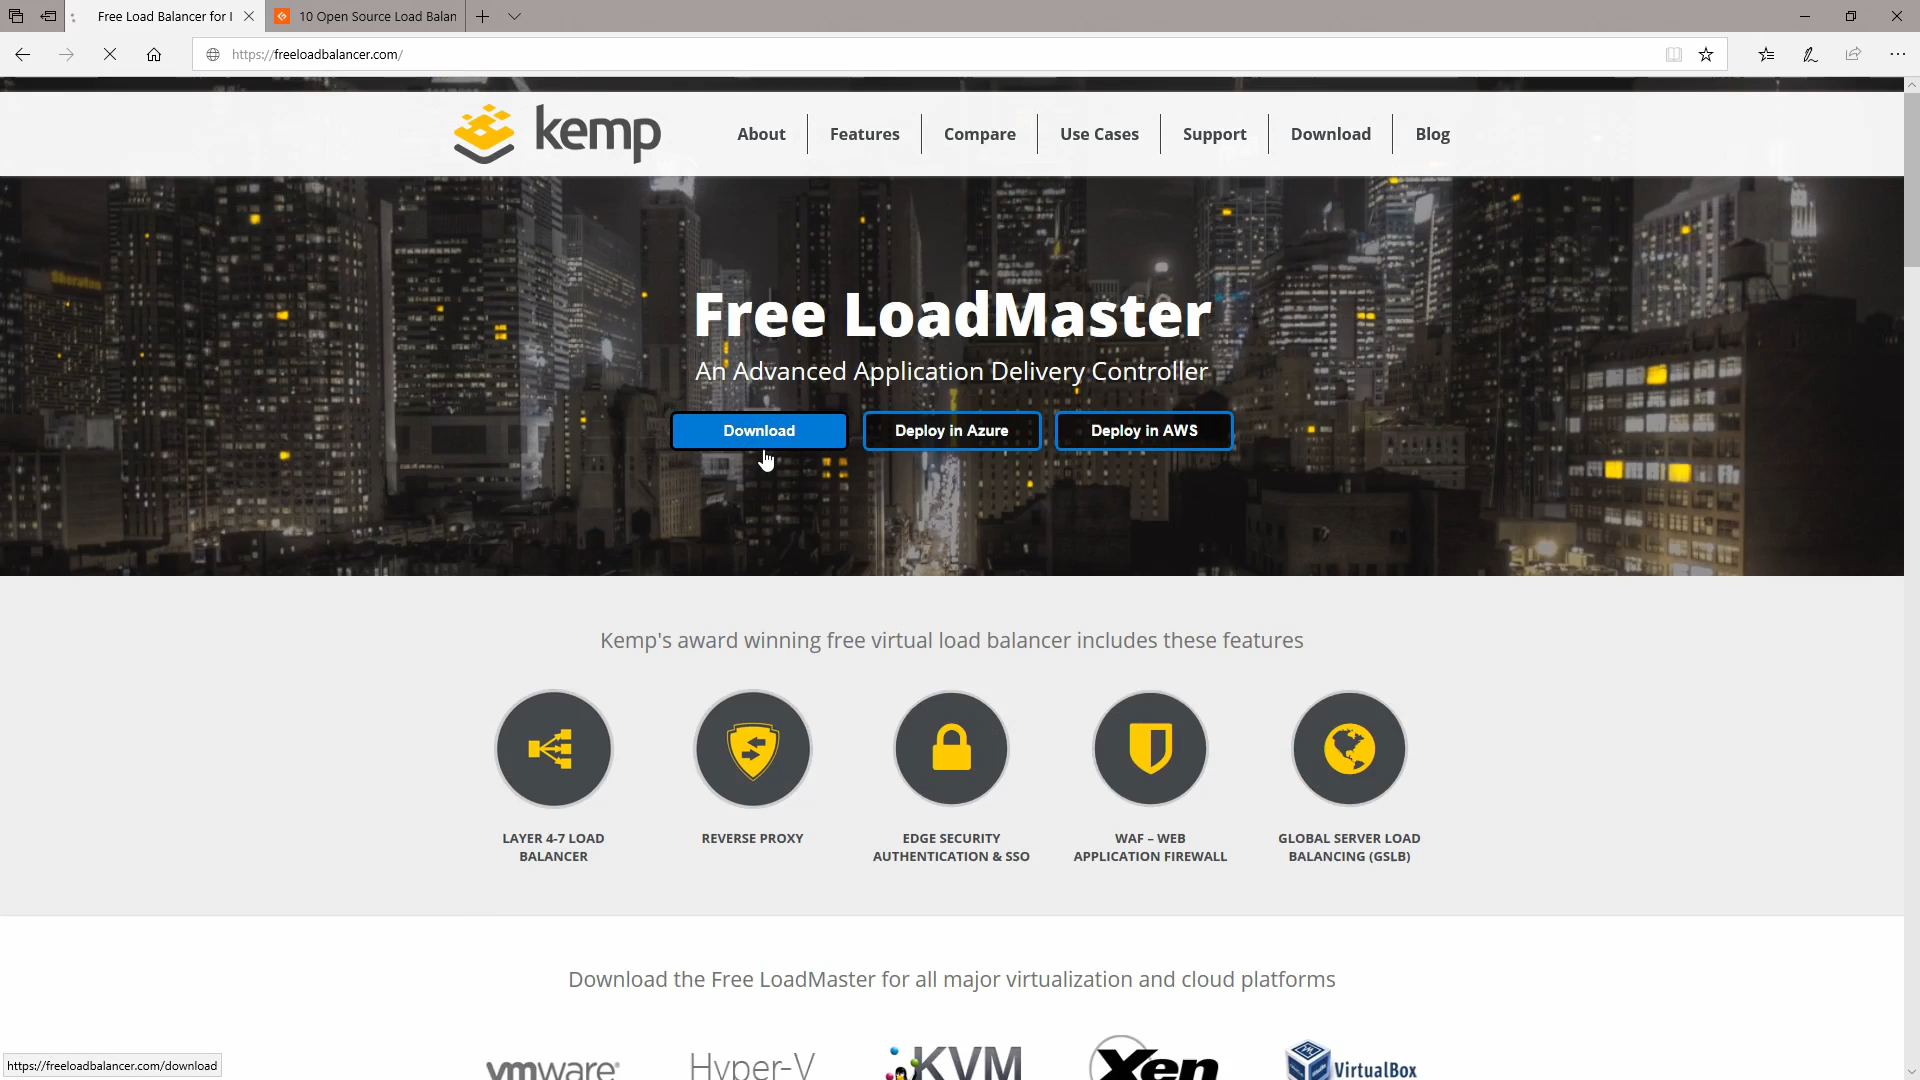 Free Load Balancer for I
10 Open Source Load Balan
https://freeloadbalancer.com/
kemp
About
Features
Compare
Use Cases
Support
Download
Blog
Sheraton
Free LoadMaster
An Advanced Application Delivery Controller
Download
Deploy in Azure
Deploy in AWS
Kemp's award winning free virtual load balancer includes these features
LAYER 4-7 LOAD
BALANCER
REVERSE PROXY
EDGE SECURITY
AUTHENTICATION & SSO
WAF – WEB
APPLICATION FIREWALL
GLOBAL SERVER LOAD
BALANCING (GSLB)
Download the Free LoadMaster for all major virtualization and cloud platforms
vmware
Hyper-V
KVM
Xen
VirtualBox
https://freeloadbalancer.com/download